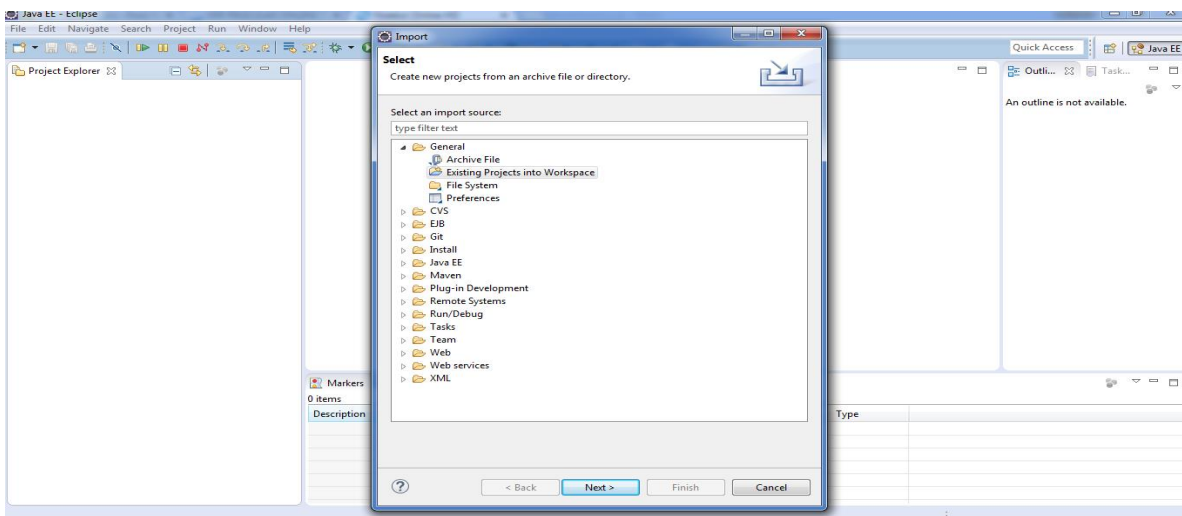 Java EE - Eclipse
File Edit Navigate Search Project Run Window Help
Quick Access
Java EE
Project Explorer
Outli...
Task...
An outline is not available.
Import
Select
Create new projects from an archive file or directory.
Select an import source:
type filter text
General
Archive File
Existing Projects into Workspace
File System
Preferences
CVS
EJB
Git
Install
Java EE
Maven
Plug-in Development
Remote Systems
Run/Debug
Tasks
Team
Web
Web services
XML
Markers
0 items
Description
Type
< Back Next > Finish Cancel